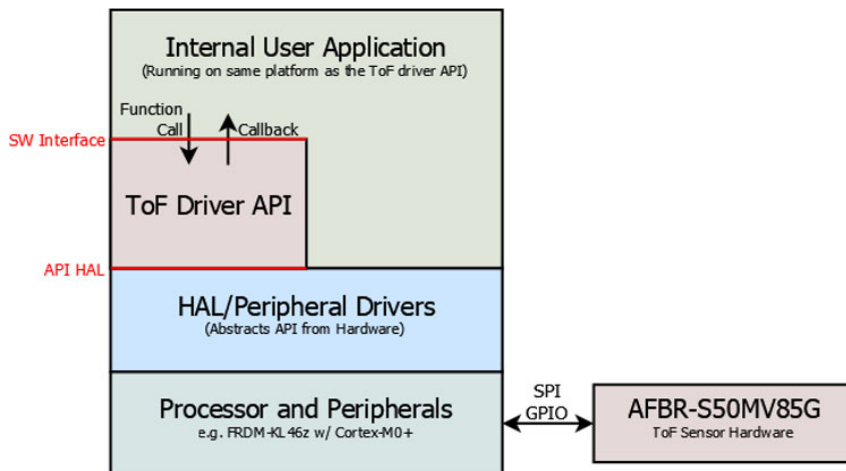 Internal User Application
(Running on same platform as the ToF driver API)
Function
Call
Callback
SW Interface
ToF Driver API
API HAL
HAL/Peripheral Drivers
(Abstracts API from Hardware)
Processor and Peripherals
e.g. FRDM-KL46z w/ Cortex-M0+
SPI
GPIO
AFBR-S50MV85G
ToF Sensor Hardware